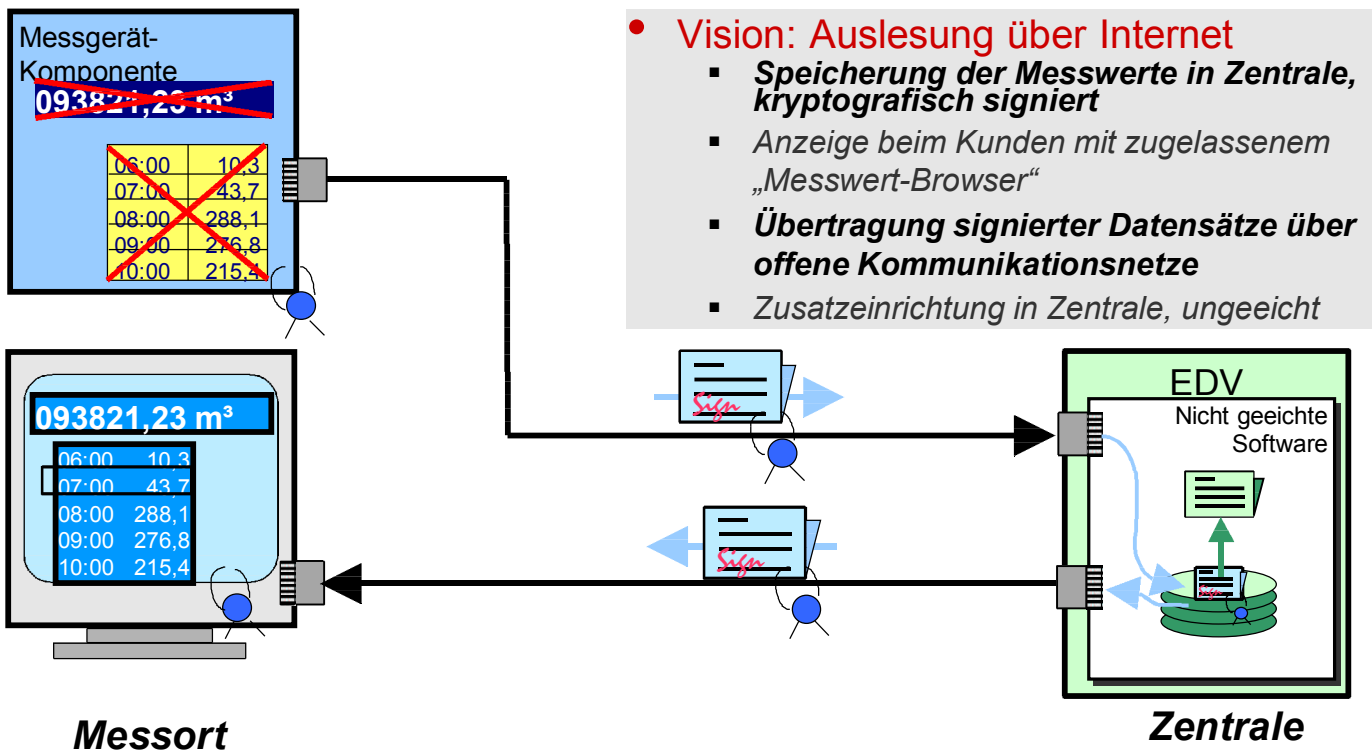 Messgerät-
Komponente
093821,23 m³
06:00 10,3
07:00 43,7
08:00 288,1
09:00 276,8
10:00 215,4
• Vision: Auslesung über Internet
▪ Speicherung der Messwerte in Zentrale,
kryptografisch signiert
▪ Anzeige beim Kunden mit zugelassenem
„Messwert-Browser“
▪ Übertragung signierter Datensätze über
offene Kommunikationsnetze
▪ Zusatzeinrichtung in Zentrale, ungeeicht
093821,23 m³
06:00 10,3
07:00 43,7
08:00 288,1
09:00 276,8
10:00 215,4
Sign
Sign
EDV
Nicht geeichte
Software
Sign
Messort
Zentrale